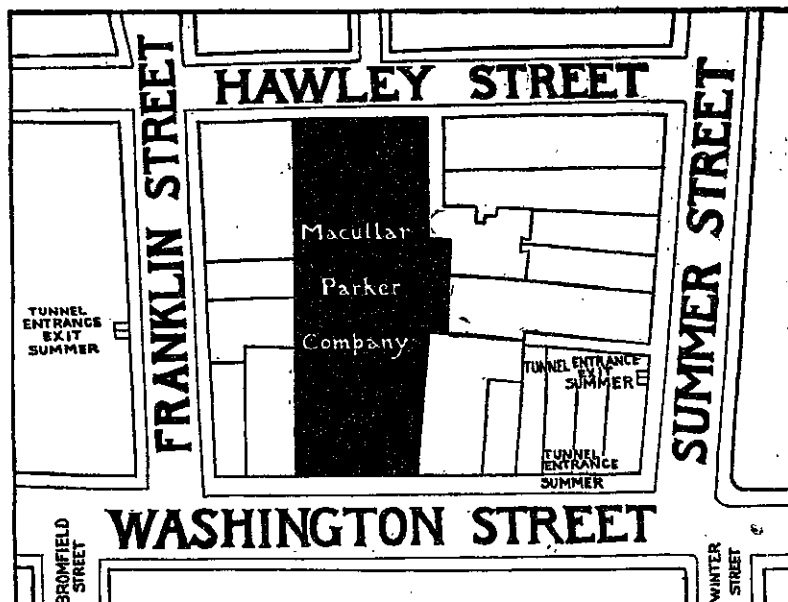 HAWLEY STREET
FRANKLIN STREET
SUMMER STREET
Macullar
Parker
Company
TUNNEL
ENTRANCE
EXIT
SUMMER
TUNNEL ENTRANCE
EXIT
SUMMER
TUNNEL
ENTRANCE
SUMMER
WASHINGTON STREET
BROMFIELD
STREET
WINTER
STREET